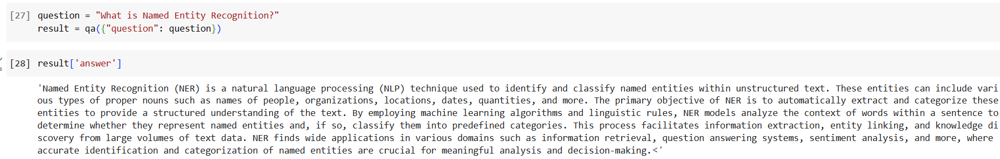 [27] question = "What is Named Entity Recognition?"
result = qa({"question": question})
[28] result['answer']
'Named Entity Recognition (NER) is a natural language processing (NLP) technique used to identify and classify named entities within unstructured text. These entities can include vari
ous types of proper nouns such as names of people, organizations, locations, dates, quantities, and more. The primary objective of NER is to automatically extract and categorize these
entities to provide a structured understanding of the text. By employing machine learning algorithms and linguistic rules, NER models analyze the context of words within a sentence to
determine whether they represent named entities and, if so, classify them into predefined categories. This process facilitates information extraction, entity linking, and knowledge di
scovery from large volumes of text data. NER finds wide applications in various domains such as information retrieval, question answering systems, sentiment analysis, and more, where
accurate identification and categorization of named entities are crucial for meaningful analysis and decision-making.<'